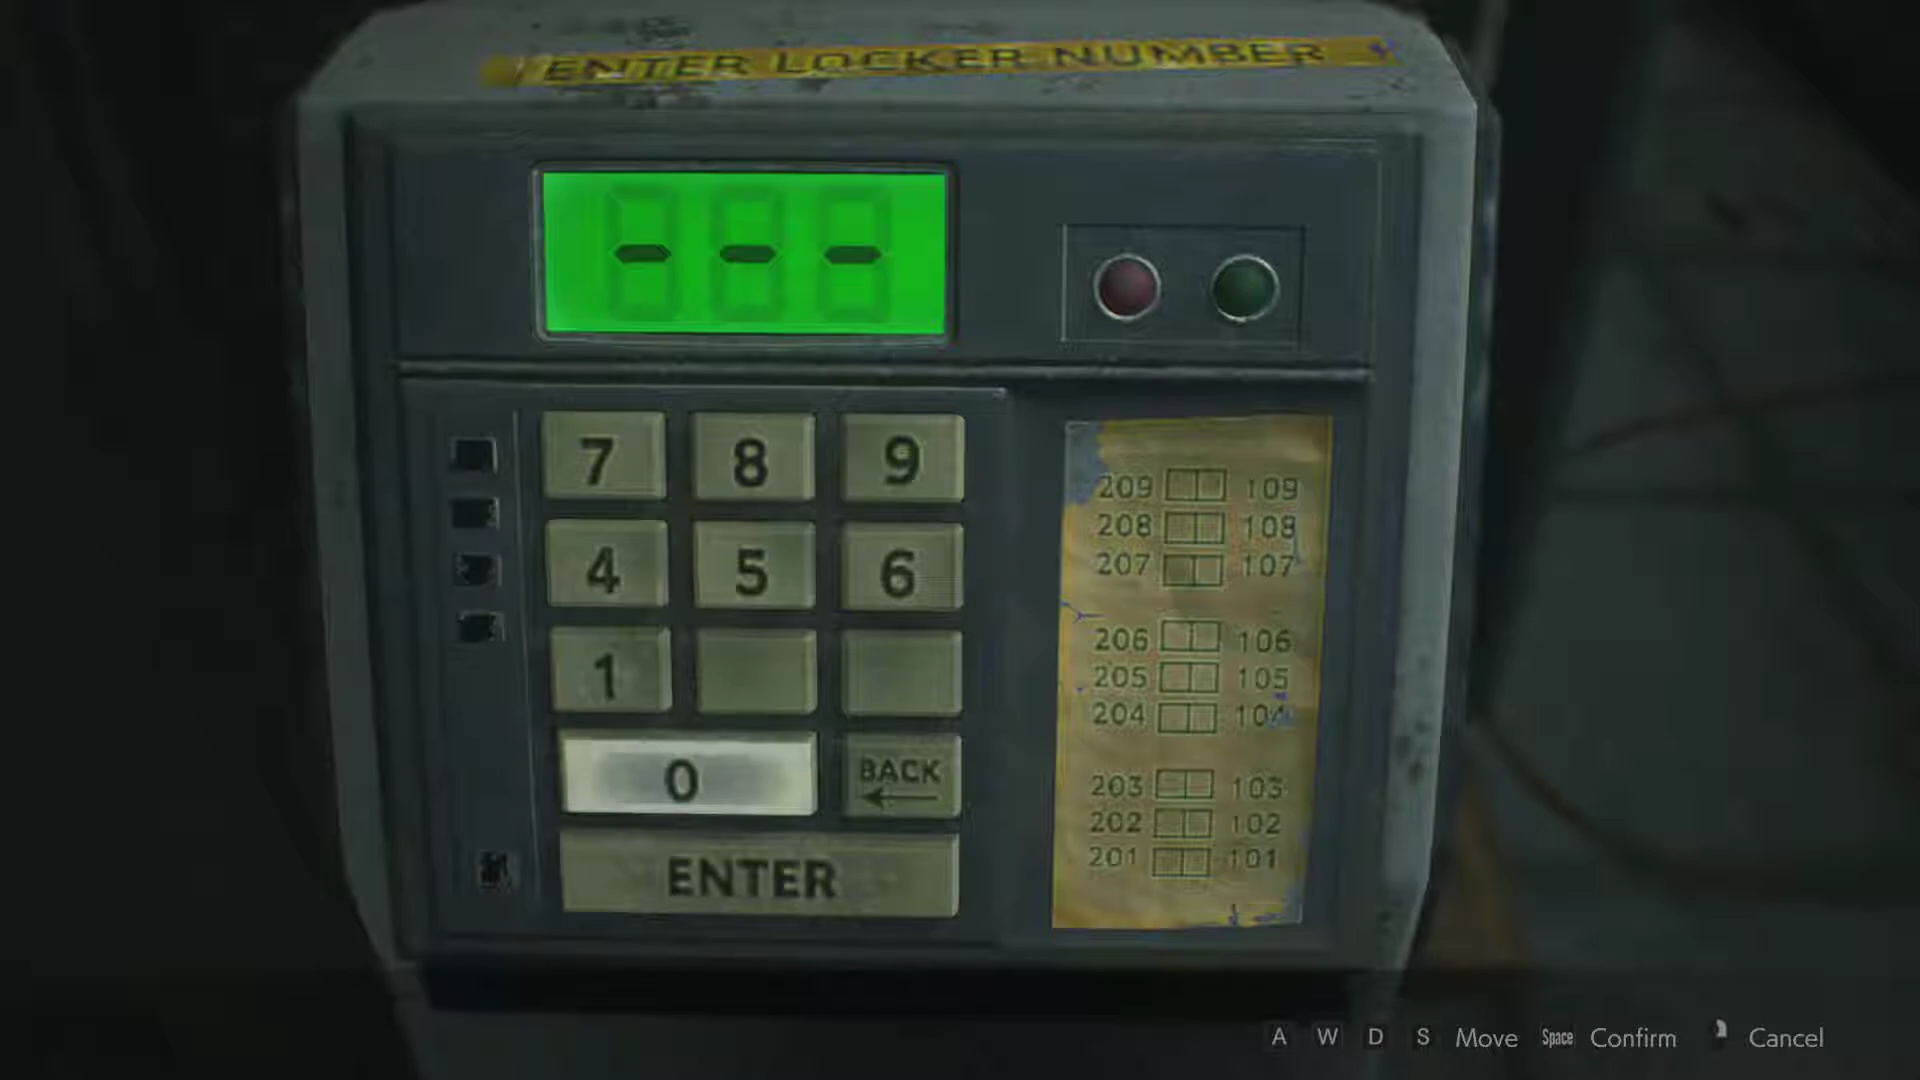 ENTER LOCKER NUMBER
7 8 9
4 5 6
1
0 BACK
ENTER
209 109
208 108
207 107
206 106
205 105
204 104
203 103
202 102
201 101
A W D S Move Space Confirm Cancel